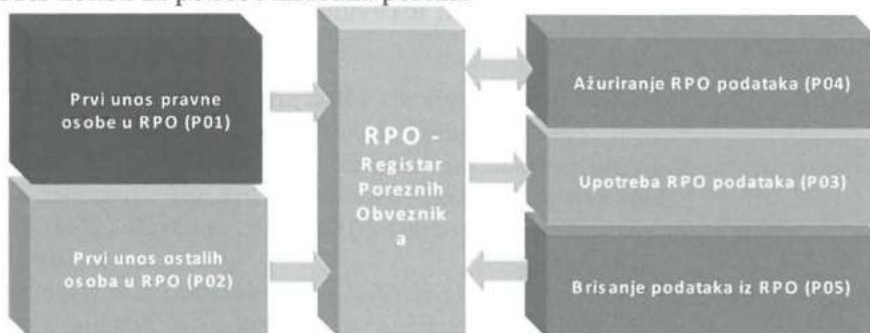 Prvi unos pravne
osobe u RPO (P01)
Prvi unos ostalih
osoba u RPO (P02)
RPO -
Registar
Poreznih
Obveznik
a
Ažuriranje RPO podataka (P04)
Upotreba RPO podataka (P03)
Brisanje podataka iz RPO (P05)